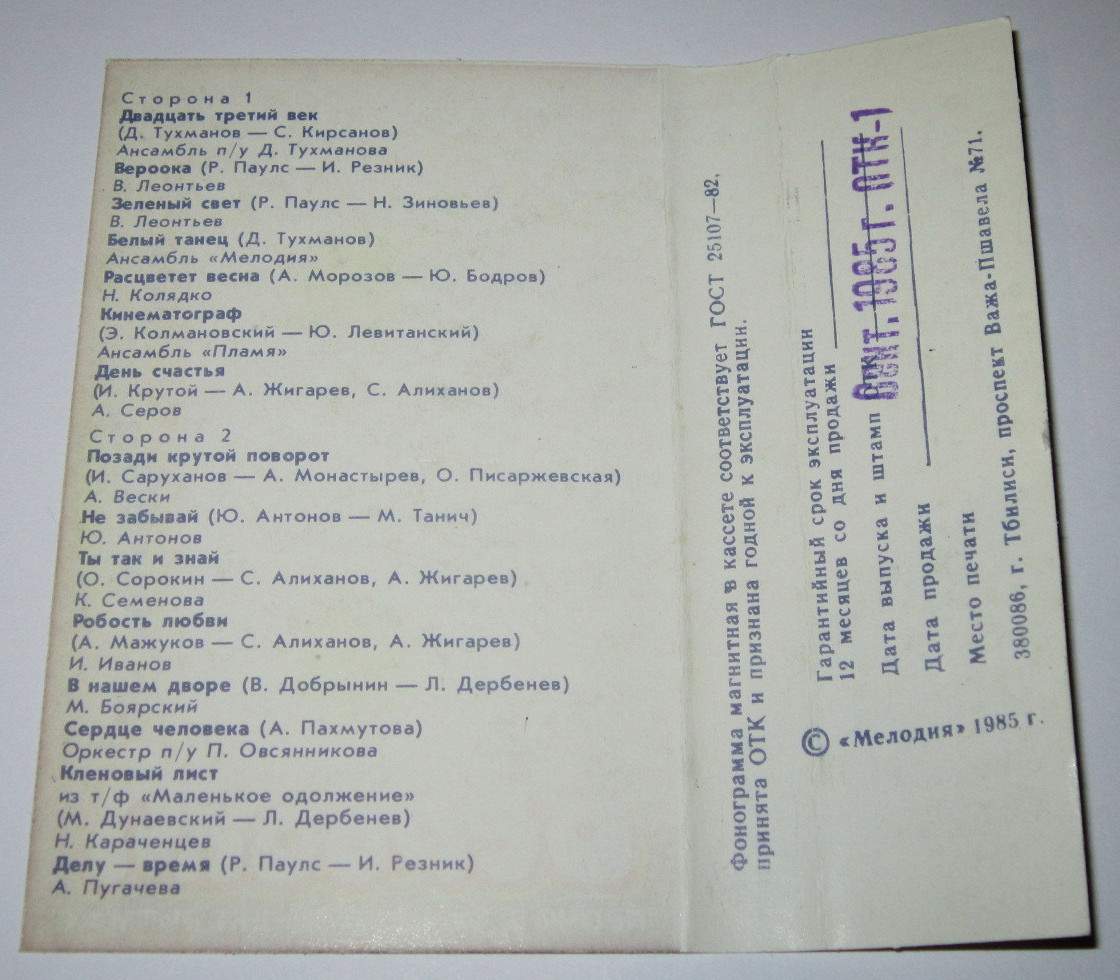 Сторона 1
Двадцать третий век
(Д. Тухманов — С. Кирсанов)
Ансамбль п/у Д. Тухманова
Вероока (Р. Паулс — И. Резник)
В. Леонтьев
Зеленый свет (Р. Паулс — Н. Зиновьев)
В. Леонтьев
Белый танец (Д. Тухманов)
Ансамбль «Мелодия»
Расцветет весна (А. Морозов — Ю. Бодров)
Н. Колядко
Кинематограф
(Э. Колмановский — Ю. Левитанский)
Ансамбль «Пламя»
День счастья
(И. Крутой — А. Жигарев, С. Алиханов)
А. Серов
Сторона 2
Позади крутой поворот
(И. Саруханов — А. Монастырев, О. Писаржевская)
А. Вески
Не забывай (Ю. Антонов — М. Танич)
Ю. Антонов
Ты так и знай
(О. Сорокин — С. Алиханов, А. Жигарев)
К. Семенова
Робость любви
(А. Мажуков — С. Алиханов, А. Жигарев)
И. Иванов
В нашем дворе (В. Добрынин — Л. Дербенев)
М. Боярский
Сердце человека (А. Пахмутова)
Оркестр п/у П. Овсянникова
Кленовый лист
из т/ф «Маленькое одолжение»
(М. Дунаевский — Л. Дербенев)
Н. Караченцев
Делу — время (Р. Паулс — И. Резник)
А. Пугачева
Фонограмма магнитная в кассете соответствует ГОСТ 25107—82,
принята ОТК и признана годной к эксплуатации.
Гарантийный срок эксплуатации
12 месяцев со дня продажи
Дата выпуска и штамп ОТК
1985г. ОТК-1
Дата продажи
Место печати
380086, г. Тбилиси, проспект Важа-Пшавела №71.
© «Мелодия» 1985 г.